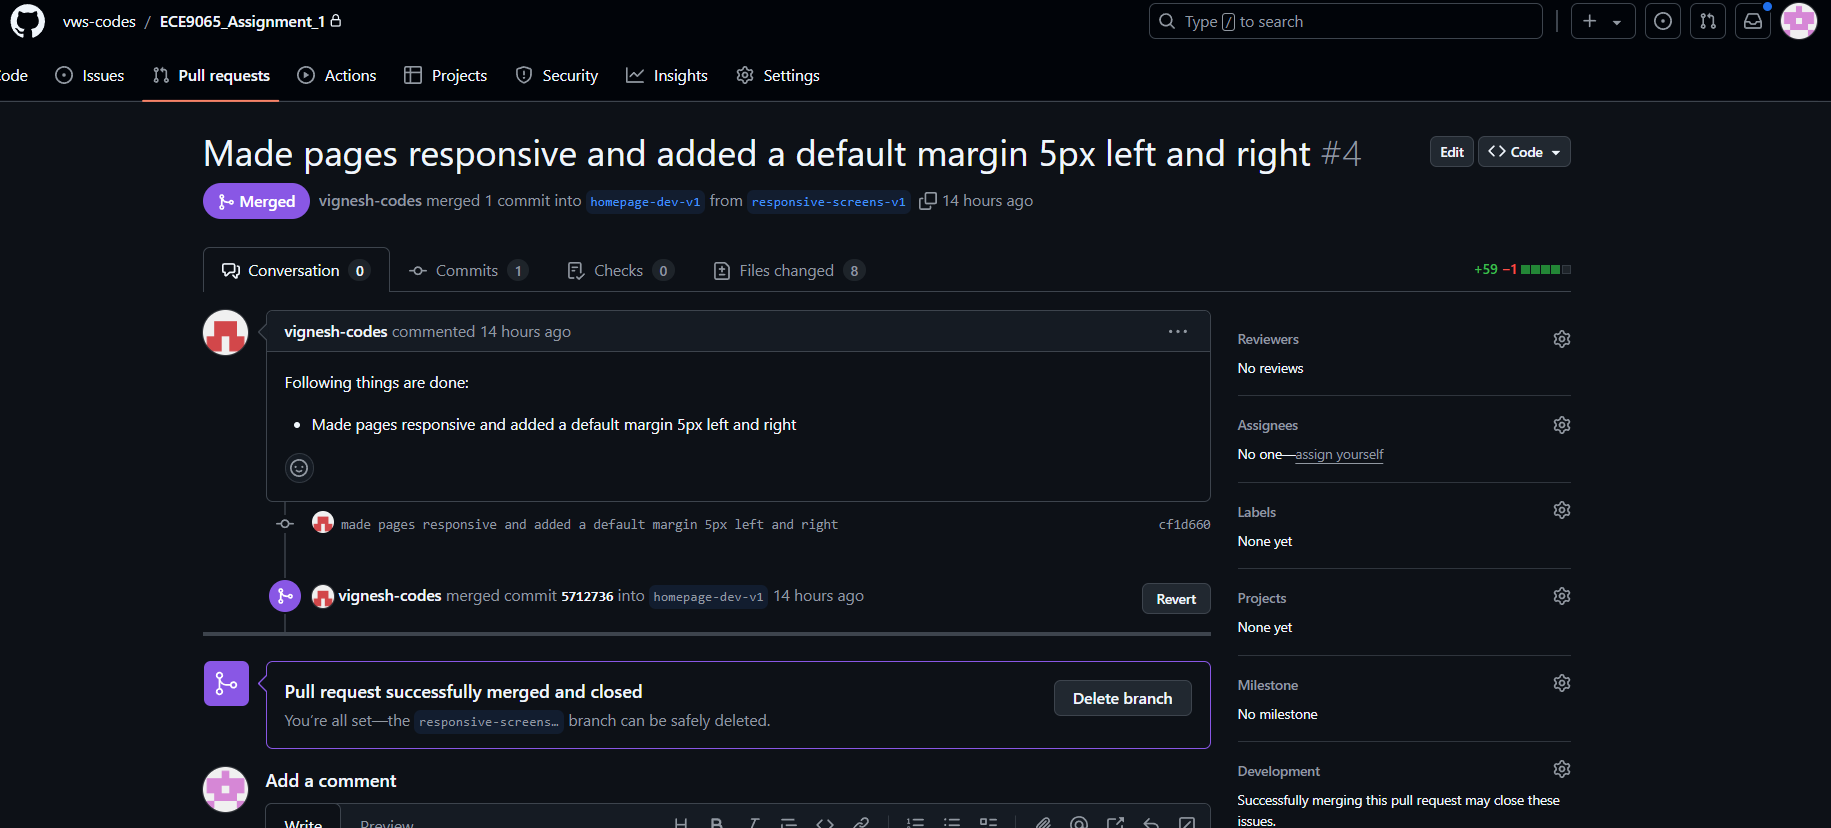 vws-codes / ECE9065_Assignment_1
Type / to search
ode Issues Pull requests Actions Projects Security Insights Settings
Made pages responsive and added a default margin 5px left and right #4
Edit <> Code
Merged vignesh-codes merged 1 commit into homepage-dev-v1 from responsive-screens-v1 14 hours ago
Conversation 0 Commits 1 Checks 0 Files changed 8
+59 −1
vignesh-codes commented 14 hours ago
Following things are done:
• Made pages responsive and added a default margin 5px left and right
made pages responsive and added a default margin 5px left and right cf1d660
vignesh-codes merged commit 5712736 into homepage-dev-v1 14 hours ago
Revert
Pull request successfully merged and closed
You're all set—the responsive-screens… branch can be safely deleted.
Delete branch
Add a comment
Write Preview
Reviewers
No reviews
Assignees
No one—assign yourself
Labels
None yet
Projects
None yet
Milestone
No milestone
Development
Successfully merging this pull request may close these
issues.